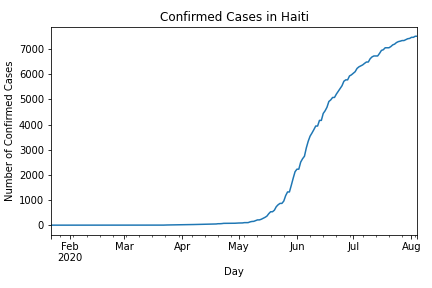 Confirmed Cases in Haiti
Number of Confirmed Cases
7000
6000
5000
4000
3000
2000
1000
0
Feb Mar Apr May Jun Jul Aug
2020
Day